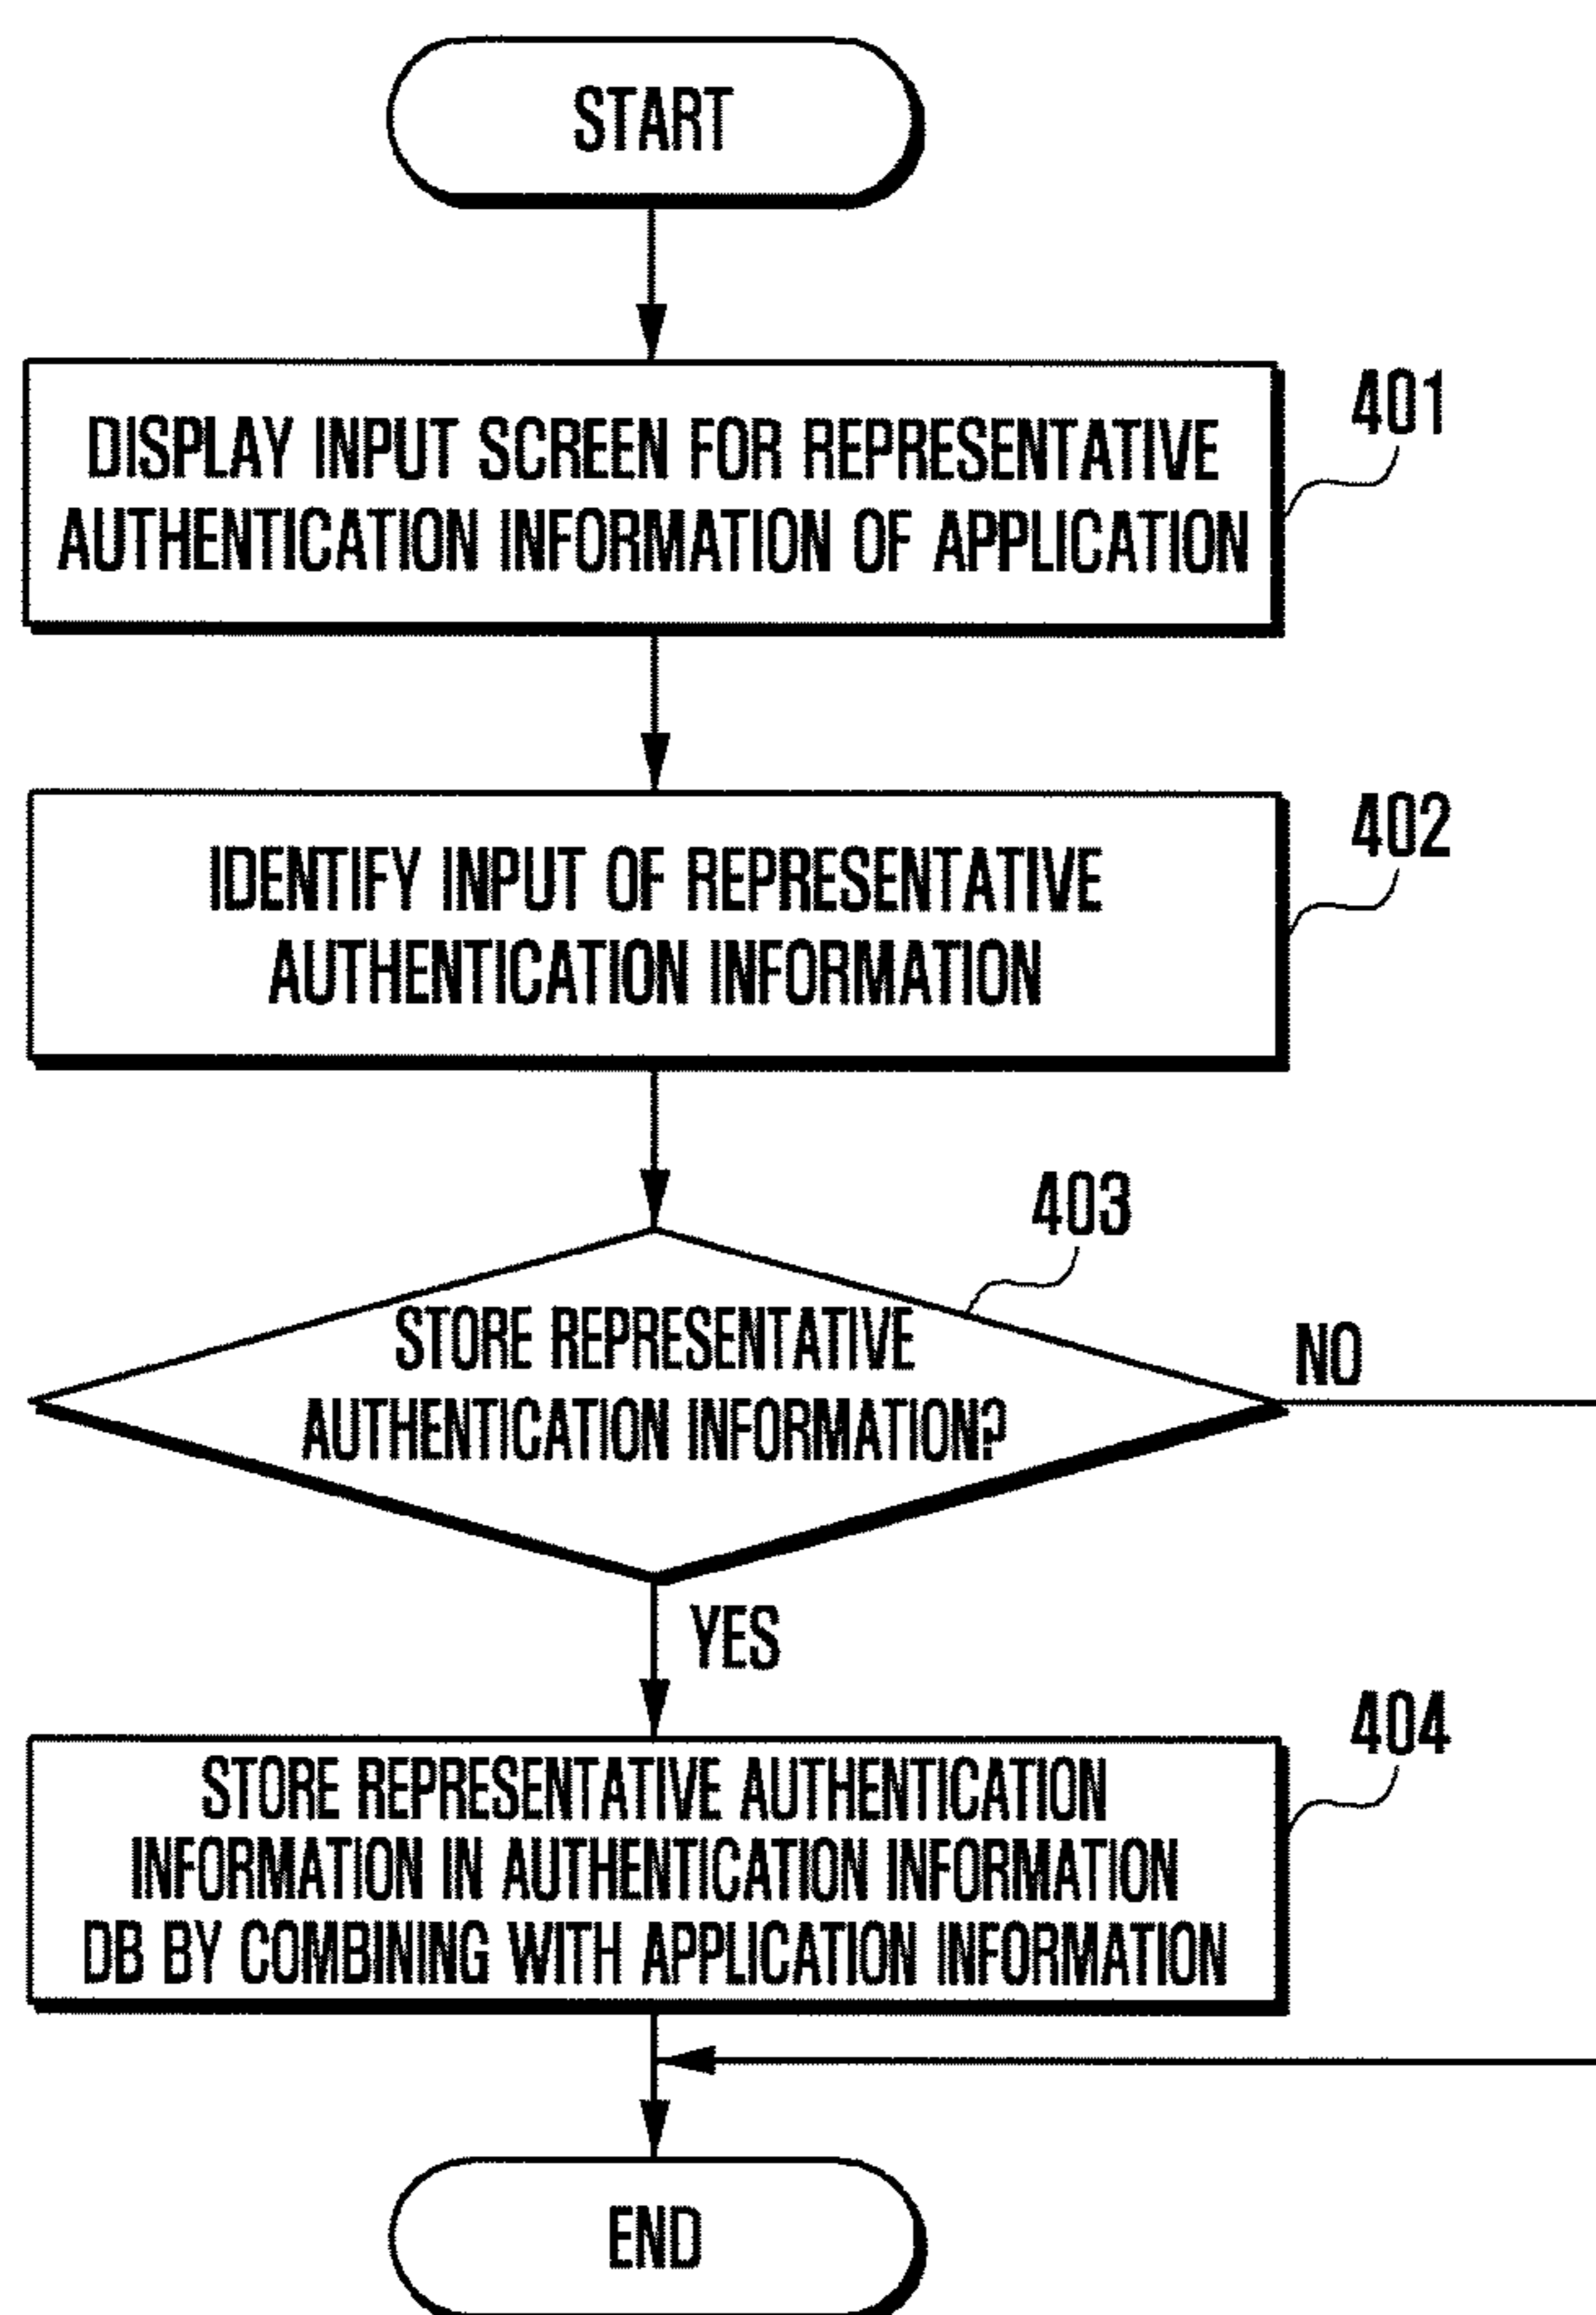 START
DISPLAY INPUT SCREEN FOR REPRESENTATIVE
AUTHENTICATION INFORMATION OF APPLICATION
401
IDENTIFY INPUT OF REPRESENTATIVE
AUTHENTICATION INFORMATION
402
403
STORE REPRESENTATIVE
AUTHENTICATION INFORMATION?
NO
YES
404
STORE REPRESENTATIVE AUTHENTICATION
INFORMATION IN AUTHENTICATION INFORMATION
DB BY COMBINING WITH APPLICATION INFORMATION
END